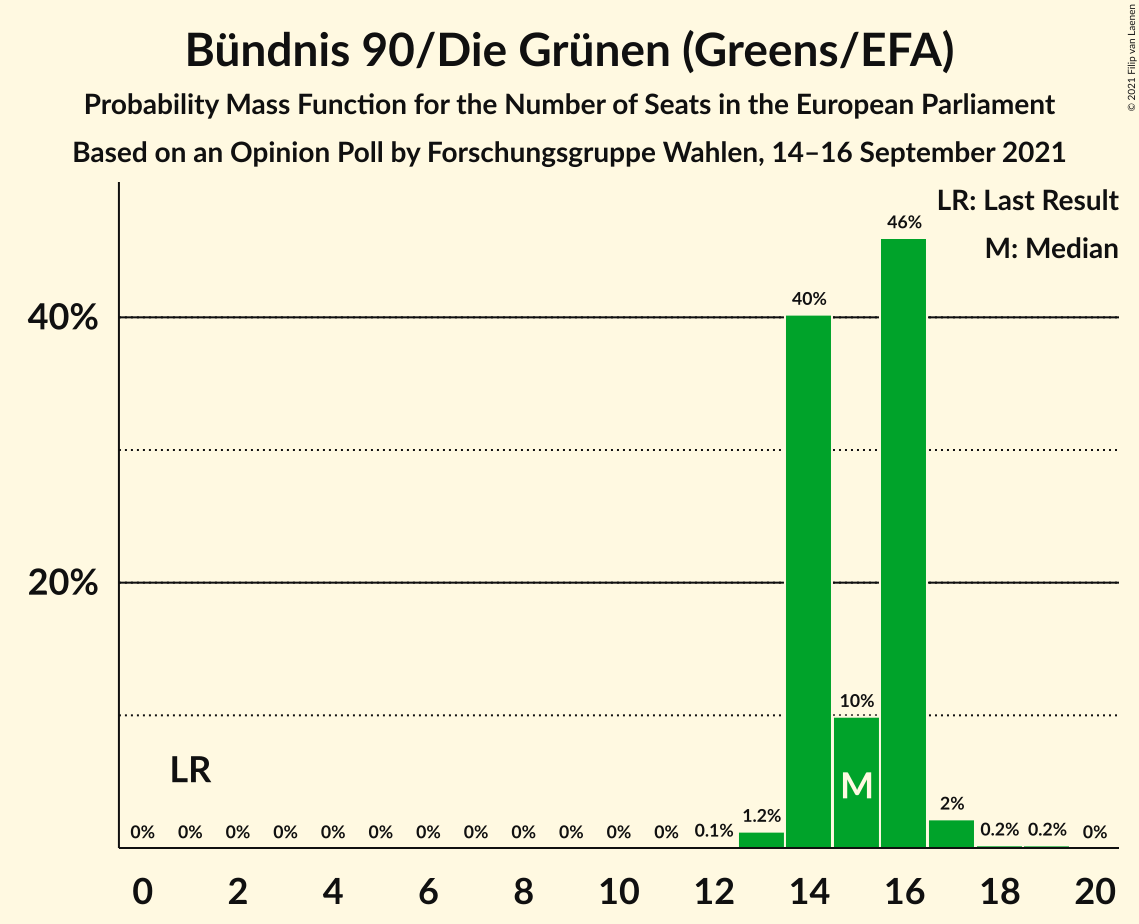 Bündnis 90/Die Grünen (Greens/EFA)
Probability Mass Function for the Number of Seats in the European Parliament
Based on an Opinion Poll by Forschungsgruppe Wahlen, 14–16 September 2021
© 2021 Filip van Laenen
LR: Last Result
M: Median
46%
40%
40%
20%
10%
M
LR
0% 0% 0% 0% 0% 0% 0% 0% 0% 0% 0% 0% 0.1% 1.2% 2% 0.2% 0.2% 0%
0 2 4 6 8 10 12 14 16 18 20